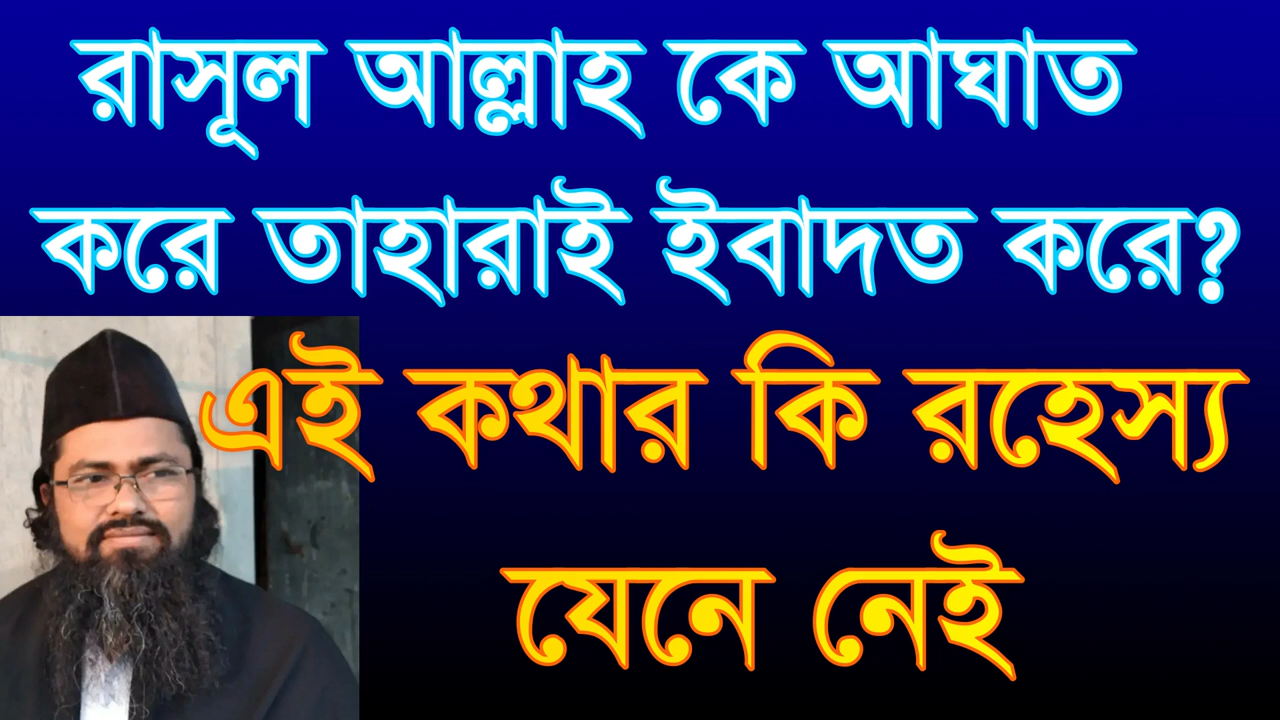 রাসূল আল্লাহ কে আঘাত
করে তাহারাই ইবাদত করে?
এই কথার কি রহেস্য
যেনে নেই